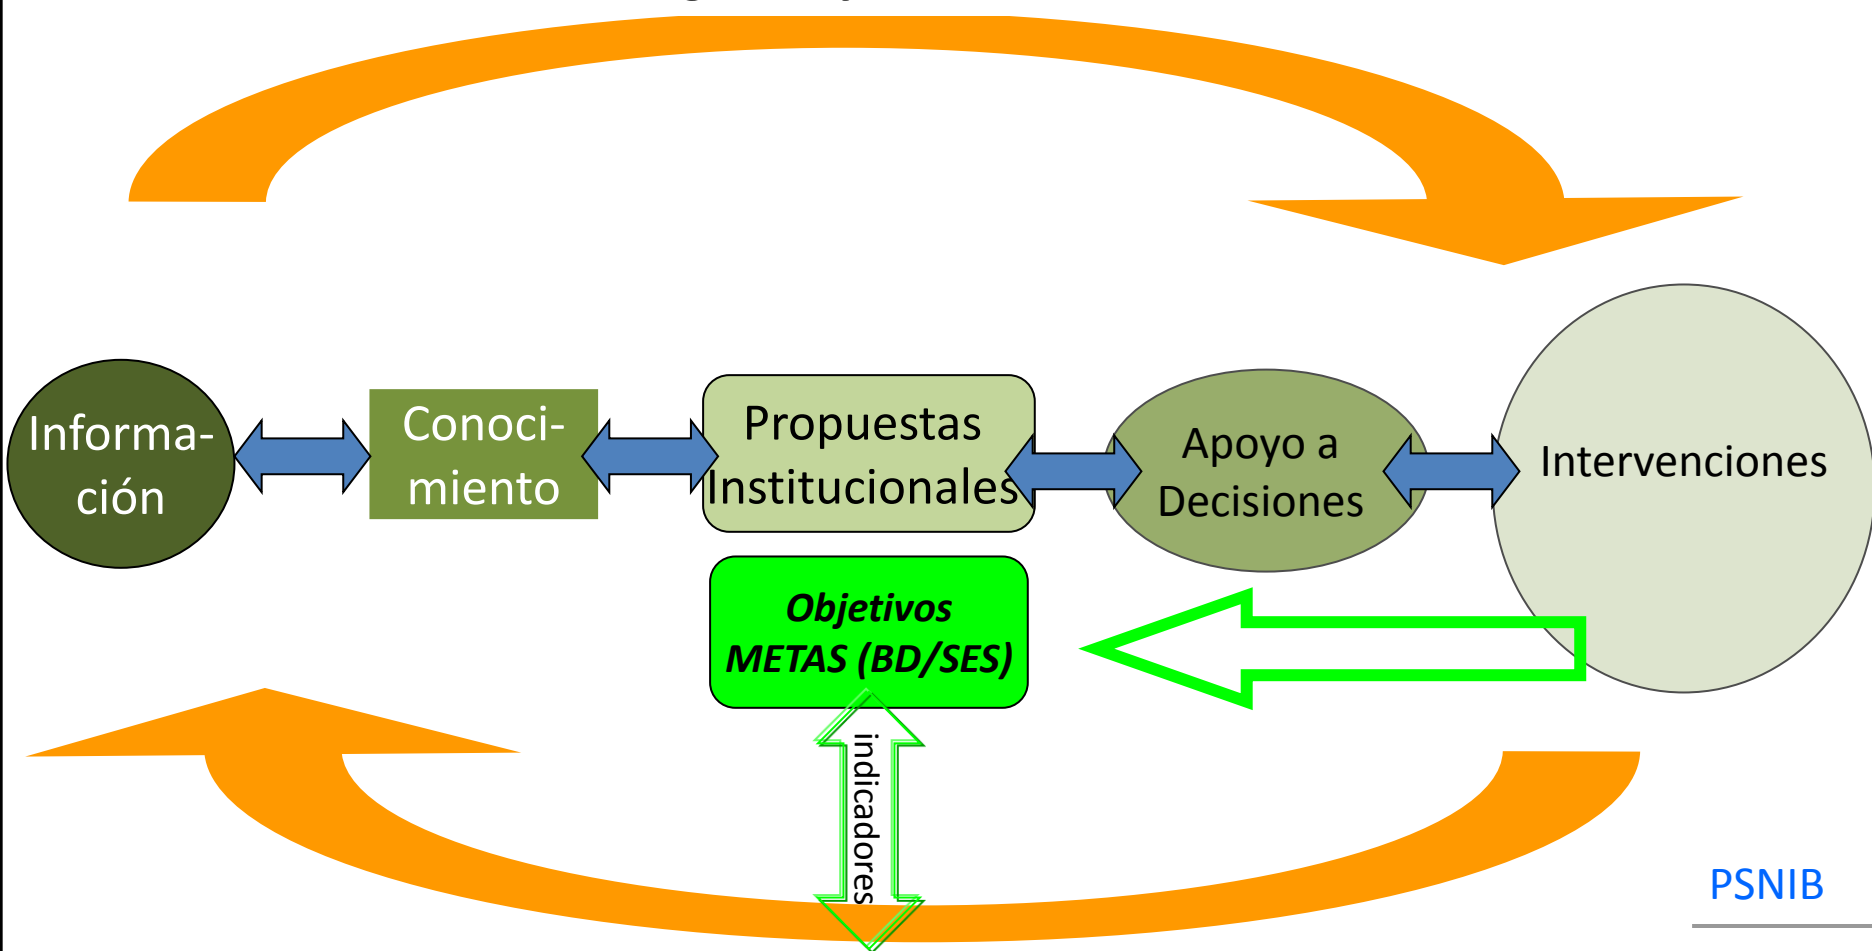 Informa-
ción
Conoci-
miento
Propuestas
Institucionales
Apoyo a
Decisiones
Intervenciones
Objetivos
METAS (BD/SES)
indicadores
PSNIB